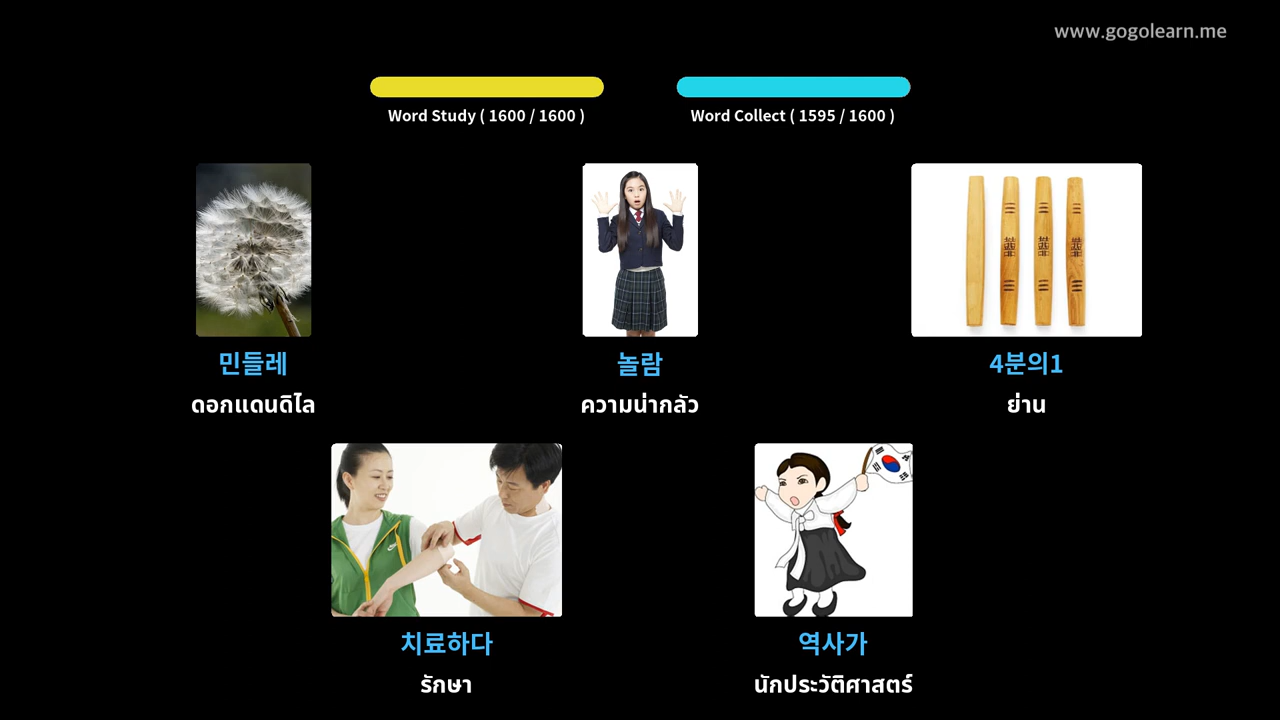 www.gogolearn.me
Word Study ( 1600 / 1600 )
Word Collect ( 1595 / 1600 )
민들레
ดอกแดนดิไล
놀람
ความน่ากลัว
4분의1
ย่าน
치료하다
รักษา
역사가
นักประวัติศาสตร์